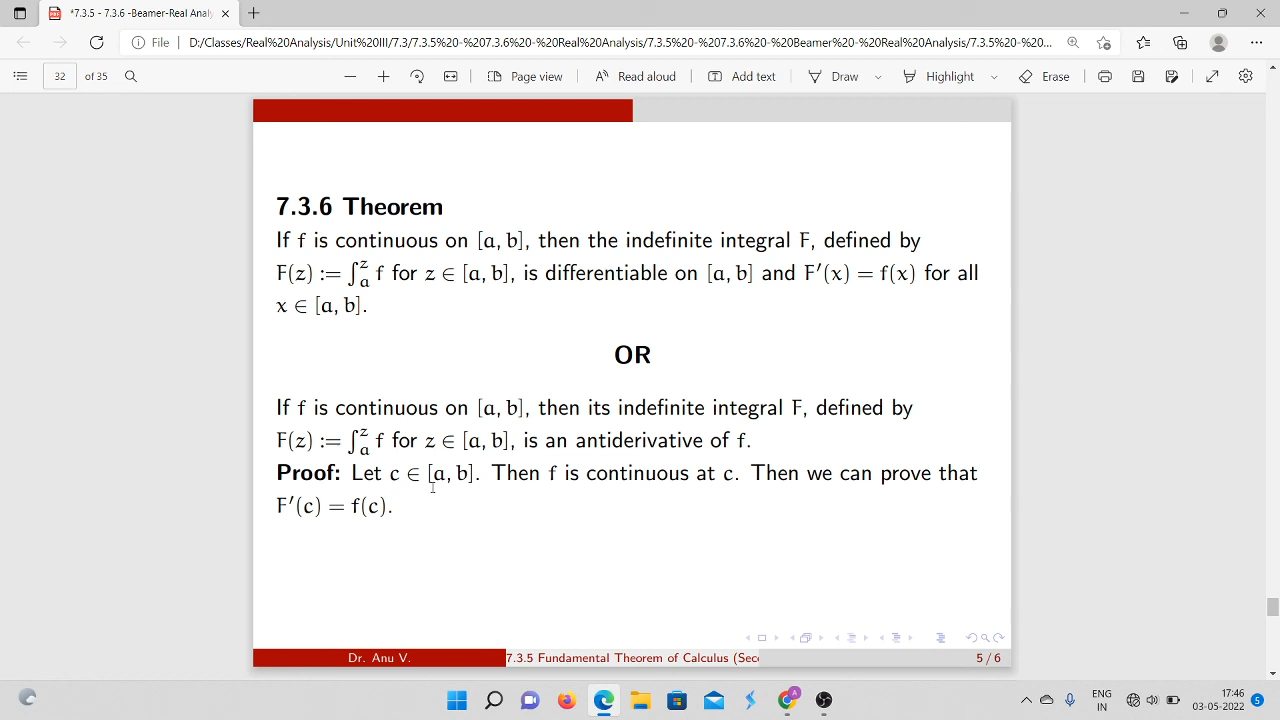 *7.3.5 - 7.3.6 -Beamer-Real Anal
File | D:/Classes/Real%20Analysis/Unit%20III/7.3/7.3.5%20-%207.3.6%20-%20Real%20Analysis/7.3.5%20-%207.3.6%20-%20Beamer%20-%20Real%20Analysis/7.3.5%20-%20...
32 of 35 Page view Read aloud Add text Draw Highlight Erase
7.3.6 Theorem
If f is continuous on [a, b], then the indefinite integral F, defined by
F(z) := ∫ₐᶻ f for z ∈ [a, b], is differentiable on [a, b] and F′(x) = f(x) for all
x ∈ [a, b].
OR
If f is continuous on [a, b], then its indefinite integral F, defined by
F(z) := ∫ₐᶻ f for z ∈ [a, b], is an antiderivative of f.
Proof: Let c ∈ [a, b]. Then f is continuous at c. Then we can prove that
F′(c) = f(c).
Dr. Anu V. 7.3.5 Fundamental Theorem of Calculus (Sec 5 / 6
ENG 17:46
IN 03-05-2022 5